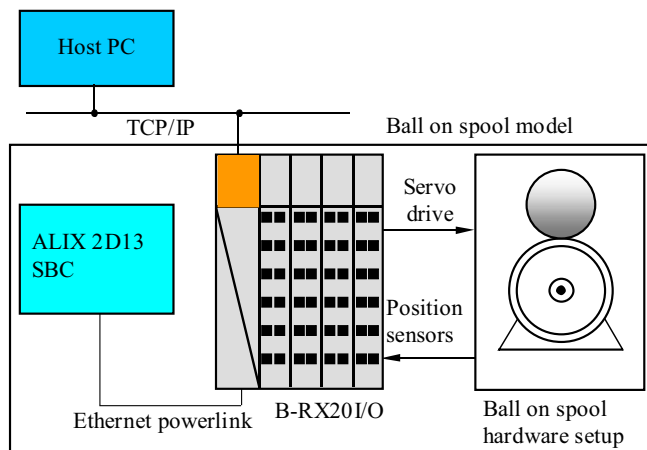 Host PC
TCP/IP
Ball on spool model
ALIX 2D13
SBC
Servo
drive
Position
sensors
Ethernet powerlink
B-RX20I/O
Ball on spool
hardware setup